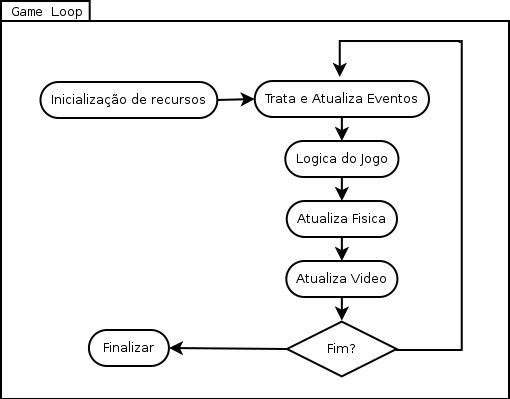 Game Loop
Inicialização de recursos
Trata e Atualiza Eventos
Logica do Jogo
Atualiza Fisica
Atualiza Video
Fim?
Finalizar